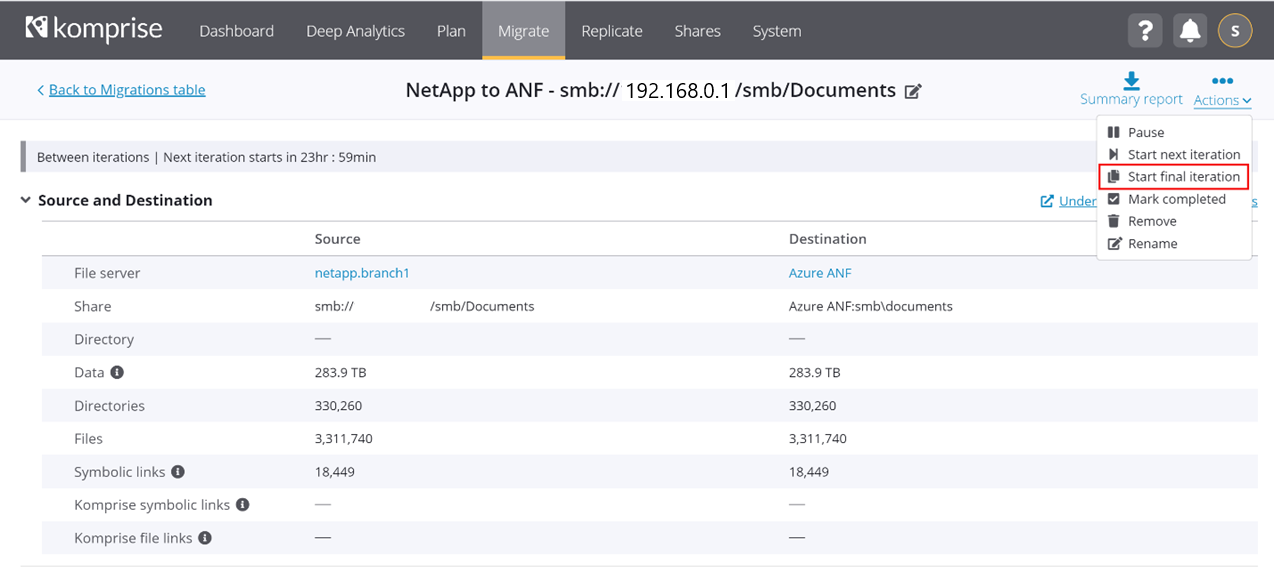 komprise Dashboard Deep Analytics Plan Migrate Replicate Shares System ? S
Back to Migrations table
NetApp to ANF - smb:// 192.168.0.1 /smb/Documents
Summary report
Actions
Pause
Start next iteration
Start final iteration
Mark completed
Remove
Rename
Between iterations | Next iteration starts in 23hr : 59min
Source and Destination
Source Destination
File server netapp.branch1 Azure ANF
Share smb:// /smb/Documents Azure ANF:smb\documents
Directory — —
Data 283.9 TB 283.9 TB
Directories 330,260 330,260
Files 3,311,740 3,311,740
Symbolic links 18,449 18,449
Komprise symbolic links — —
Komprise file links — —